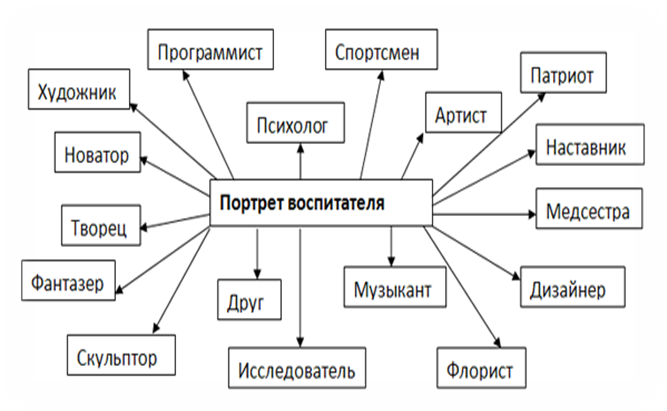 Программист
Спортсмен
Патриот
Художник
Психолог
Артист
Новатор
Наставник
Портрет воспитателя
Творец
Медсестра
Фантазер
Друг
Музыкант
Дизайнер
Скульптор
Исследователь
Флорист